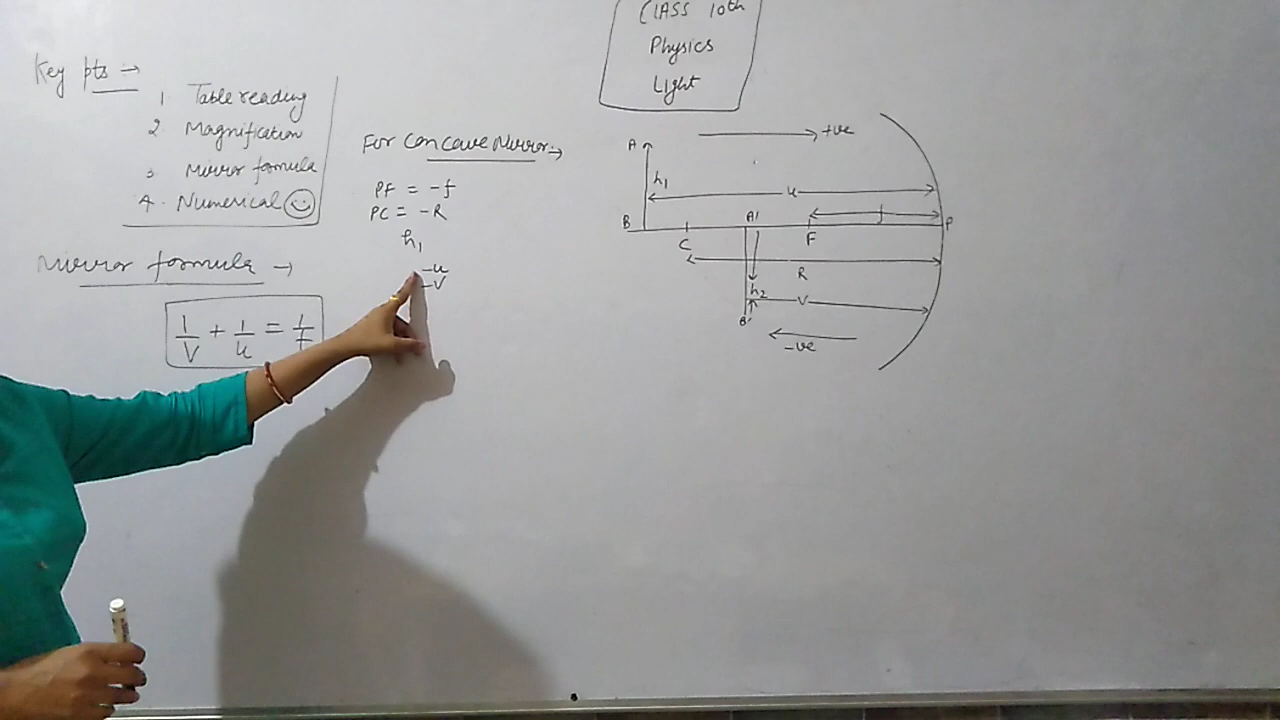 CLASS 10th
Physics
Light
Key pts →
1 Table reading
2 Magnification
3 Mirror formula
4. Numerical
Mirror formula →
1/V + 1/u = 1/f
For Concave Mirror →
PF = -f
PC = -R
h1
-u
-V
+ve
A
h1
u
B
C
A'
F
f
P
R
h2
V
B'
-ve